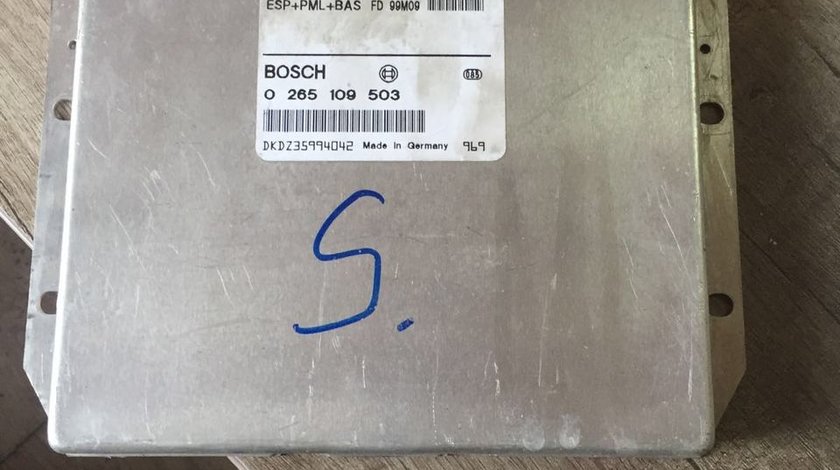 ESP+PML+BAS FD 99M09
BOSCH
0 265 109 503
DKDZ35994042 Made in Germany 969
S.